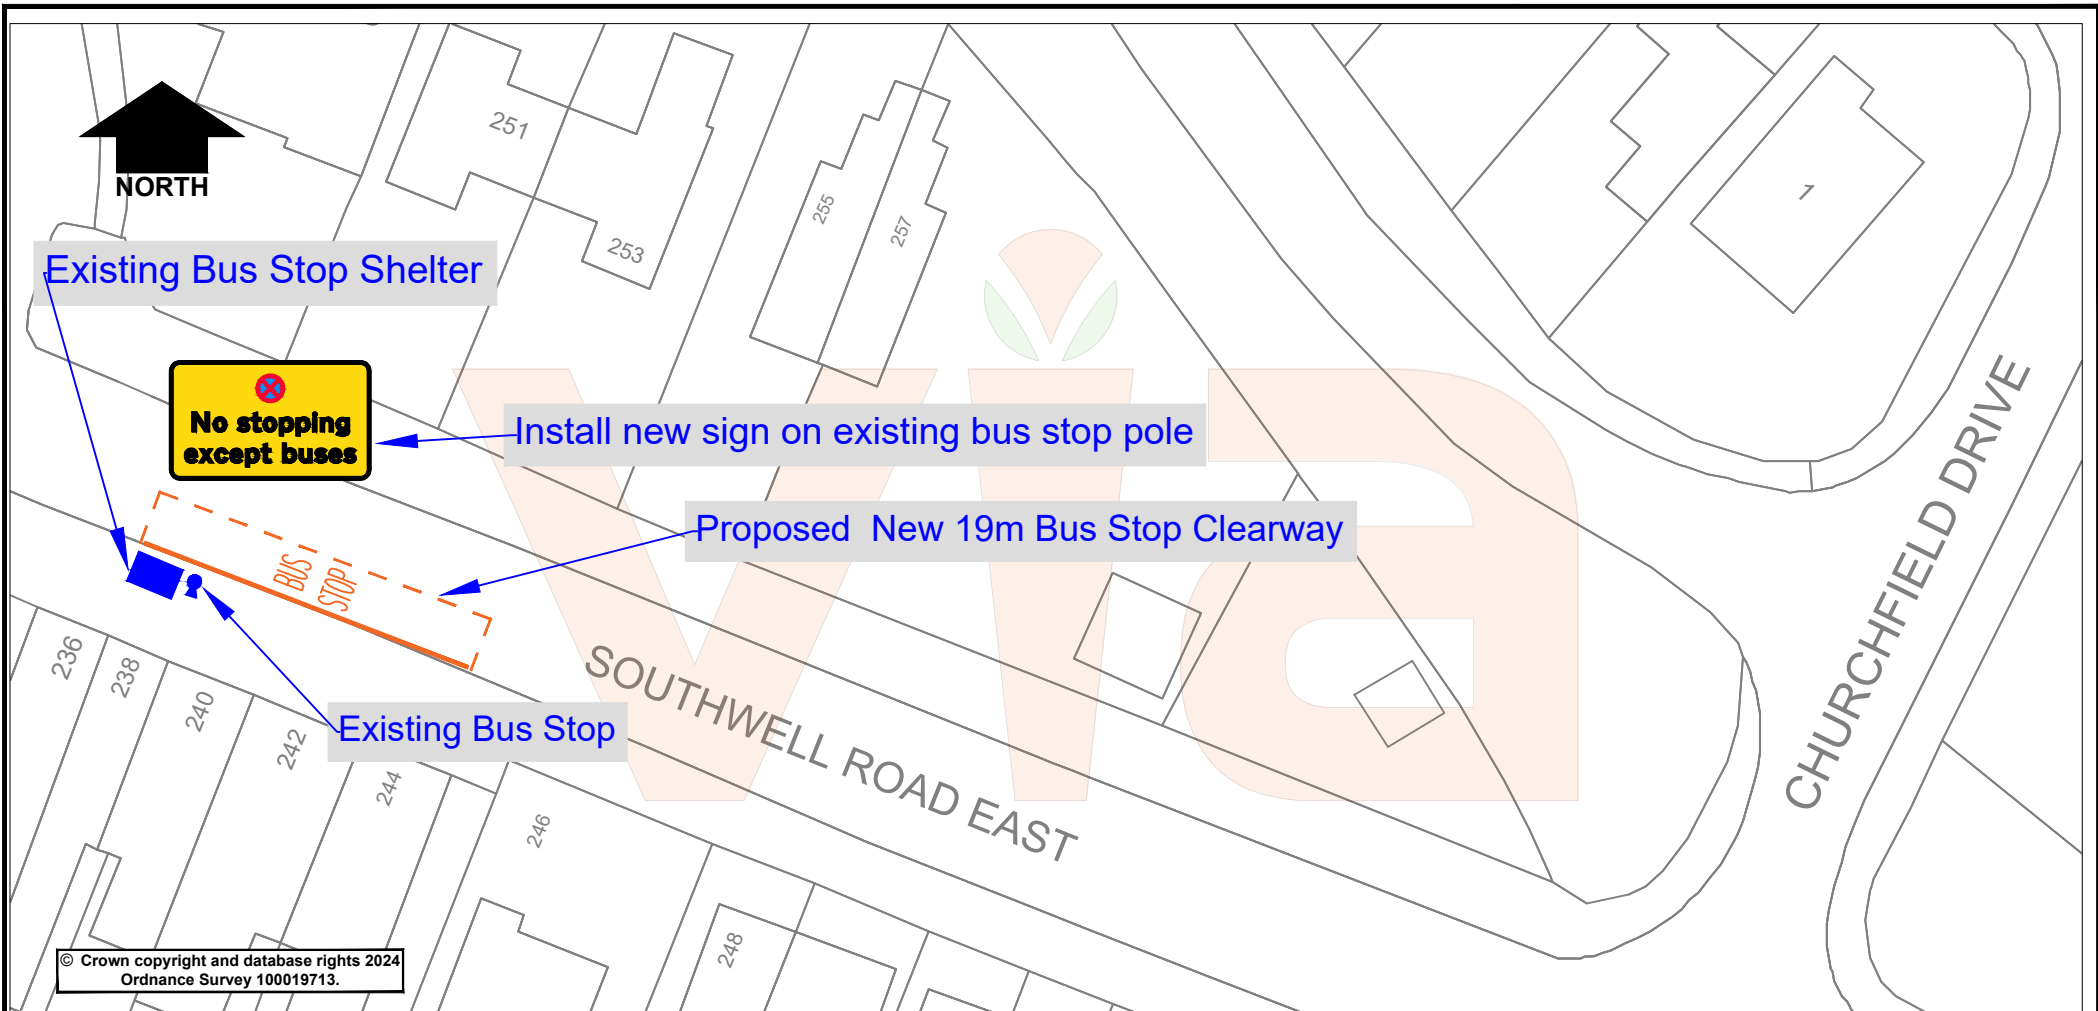 NORTH
251
253
255
257
1
Existing Bus Stop Shelter
No stopping
except buses
Install new sign on existing bus stop pole
Proposed New 19m Bus Stop Clearway
BUS
STOP
Existing Bus Stop
SOUTHWELL ROAD EAST
CHURCHFIELD DRIVE
236
238
240
242
244
246
248
via
© Crown copyright and database rights 2024
Ordnance Survey 100019713.